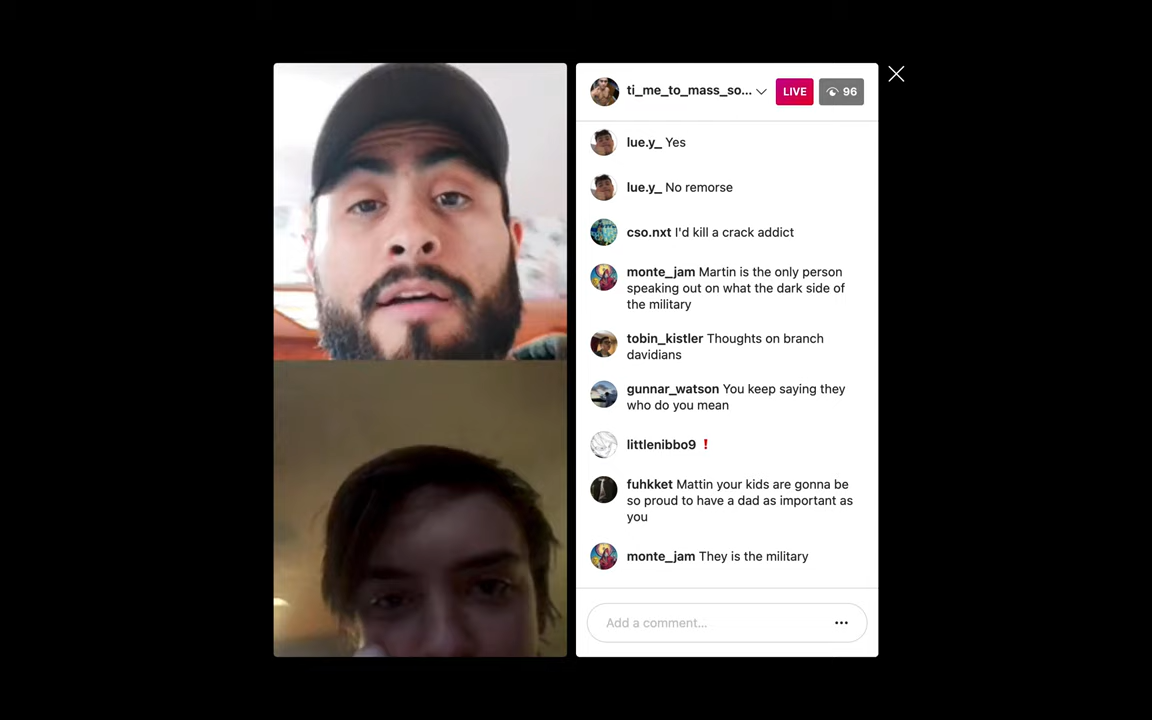 ti_me_to_mass_so... LIVE 96
lue.y_ Yes
lue.y_ No remorse
cso.nxt I'd kill a crack addict
monte_jam Martin is the only person
speaking out on what the dark side of
the military
tobin_kistler Thoughts on branch
davidians
gunnar_watson You keep saying they
who do you mean
littlenibbo9 ❗
fuhkket Mattin your kids are gonna be
so proud to have a dad as important as
you
monte_jam They is the military
Add a comment...